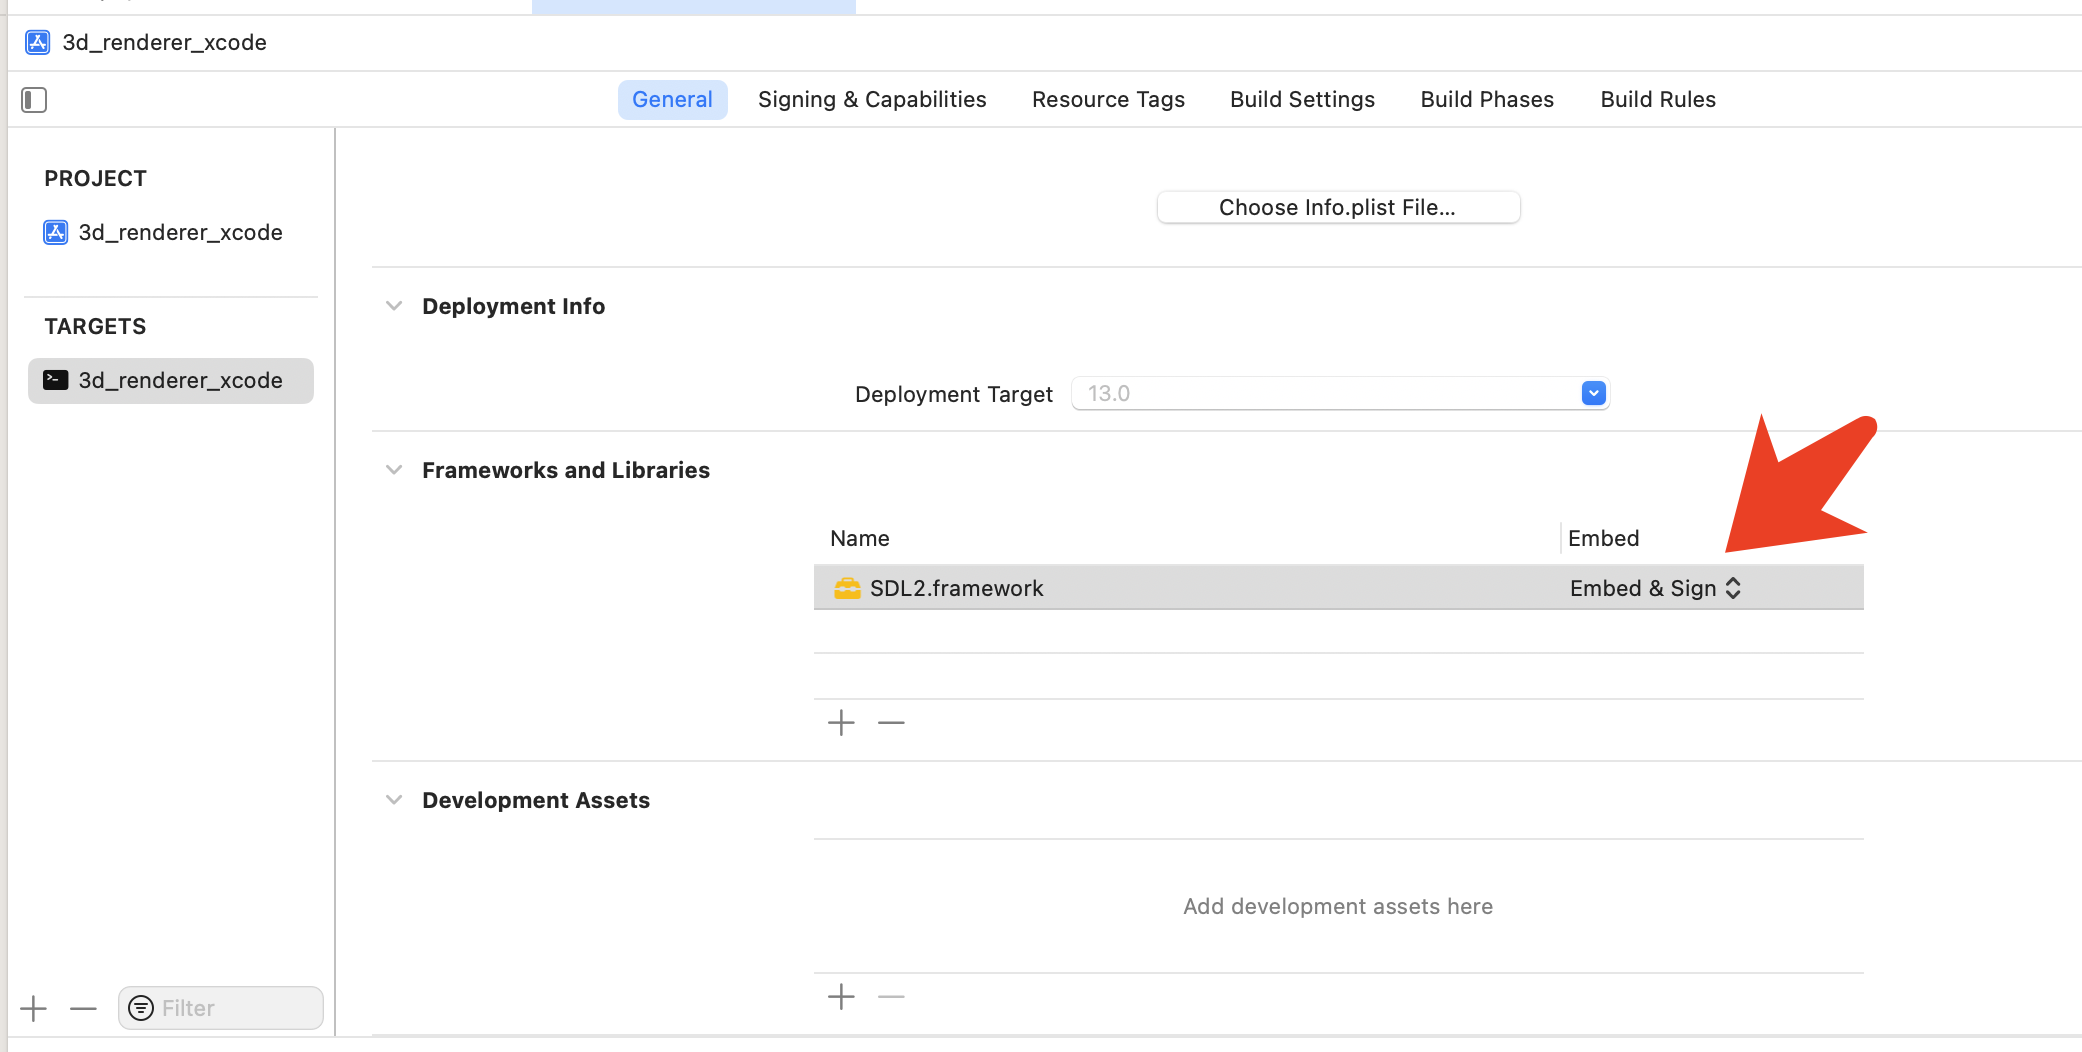 3d_renderer_xcode
General Signing & Capabilities Resource Tags Build Settings Build Phases Build Rules
PROJECT
3d_renderer_xcode
TARGETS
3d_renderer_xcode
Filter
Choose Info.plist File...
Deployment Info
Deployment Target 13.0
Frameworks and Libraries
Name Embed
SDL2.framework Embed & Sign
Development Assets
Add development assets here